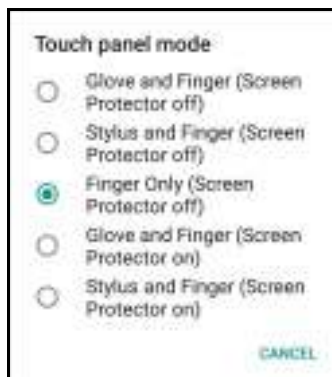 Touch panel mode
Glove and Finger (Screen
Protector off)
Stylus and Finger (Screen
Protector off)
Finger Only (Screen
Protector off)
Glove and Finger (Screen
Protector on)
Stylus and Finger (Screen
Protector on)
CANCEL